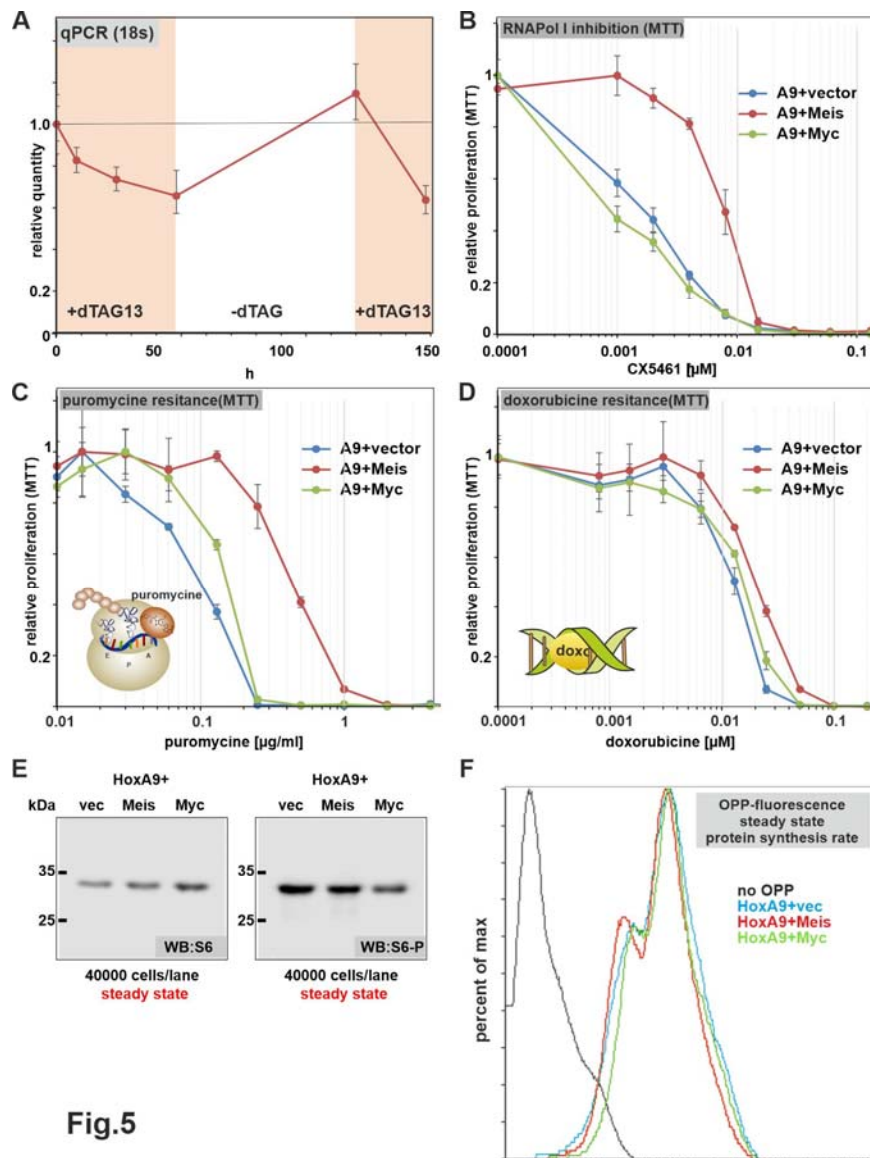 A
qPCR (18s)
relative quantity
1.0
0.2
0
+dTAG13
-dTAG
+dTAG13
0
50
100
150
h
B
RNAPol I inhibition (MTT)
relative proliferation (MTT)
1
0.2
0
A9+vector
A9+Meis
A9+Myc
0.0001
0.001
0.01
0.1
CX5461 [µM]
C
puromycine resitance(MTT)
relative proliferation (MTT)
1
0.2
A9+vector
A9+Meis
A9+Myc
puromycine
E
P
A
0.01
0.1
1
puromycine [µg/ml]
D
doxorubicine resitance(MTT)
relative proliferation (MTT)
1
0.2
A9+vector
A9+Meis
A9+Myc
doxo
0.0001
0.001
0.01
0.1
doxorubicine [µM]
E
HoxA9+
kDa vec Meis Myc
35
25
WB:S6
40000 cells/lane
steady state
HoxA9+
vec Meis Myc
35
25
WB:S6-P
40000 cells/lane
steady state
F
OPP-fluorescence
steady state
protein synthesis rate
no OPP
HoxA9+vec
HoxA9+Meis
HoxA9+Myc
percent of max
Fig.5